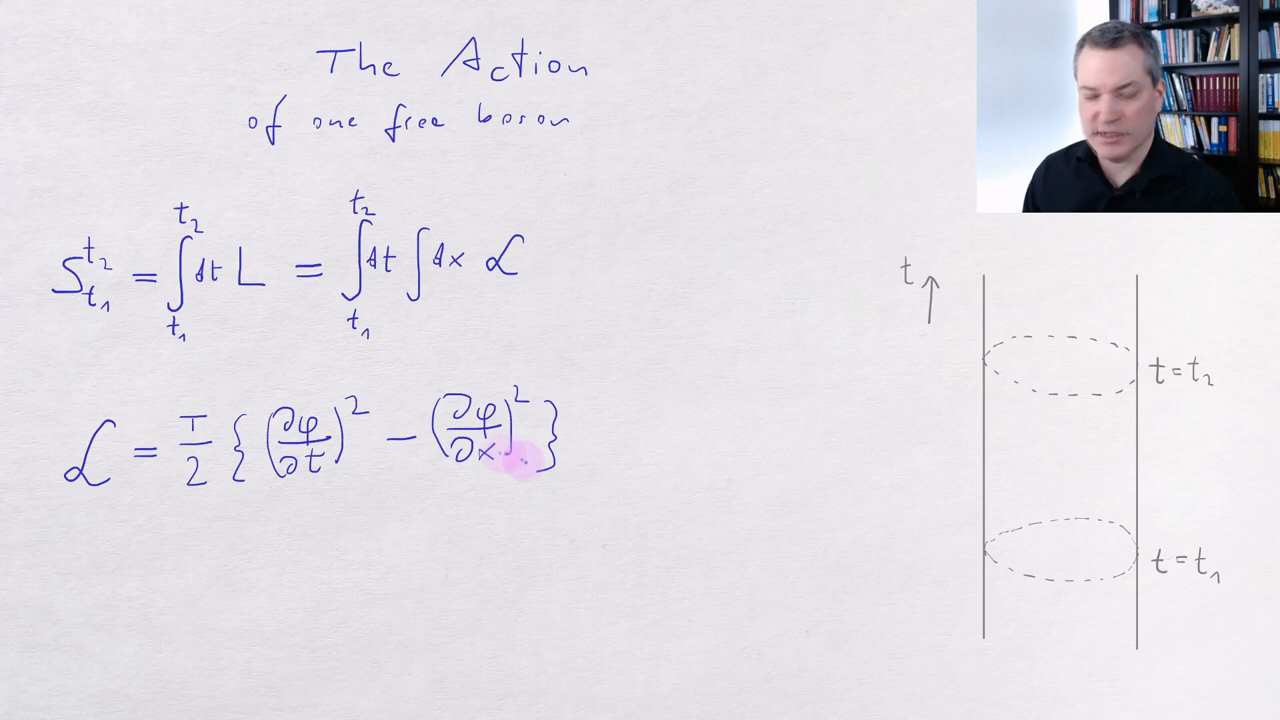 The Action
of one free boson
S_{t_1}^{t_2} = ∫_{t_1}^{t_2} dt L = ∫_{t_1}^{t_2} dt ∫ dx ℒ
ℒ = T/2 { (∂φ/∂t)^2 − (∂φ/∂x)^2 }
t ↑
t = t_2
t = t_1